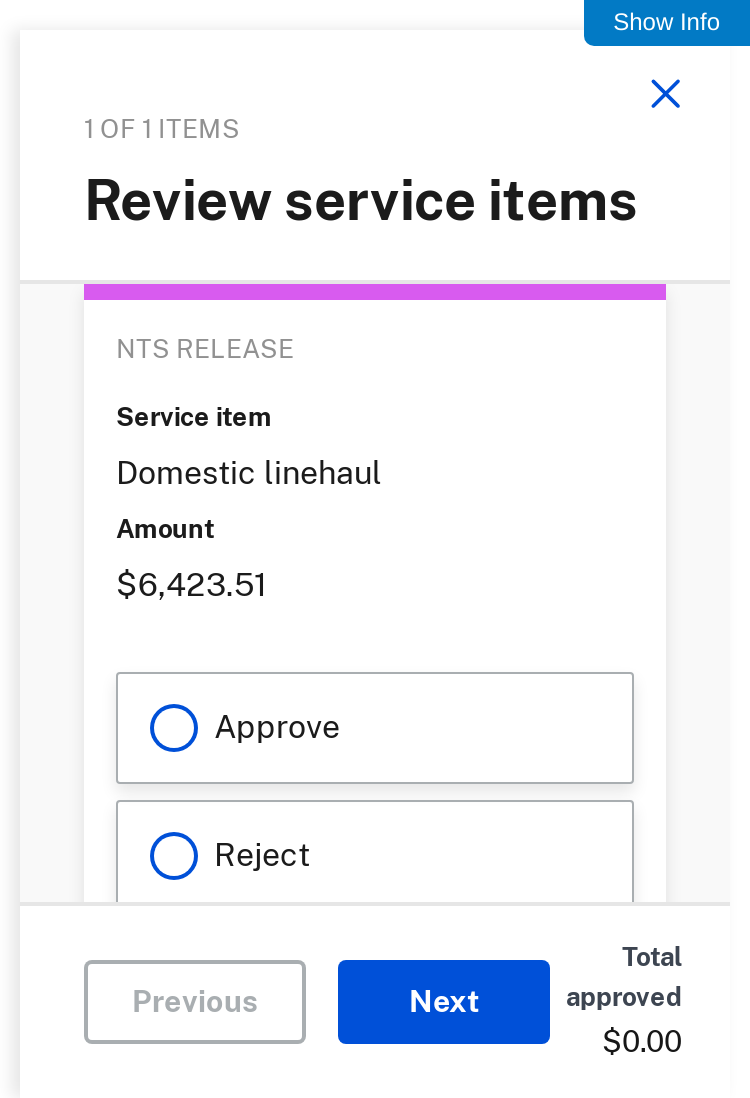 Show Info
1 OF 1 ITEMS
Review service items
NTS RELEASE
Service item
Domestic linehaul
Amount
$6,423.51
Approve
Reject
Previous
Next
Total
approved
$0.00